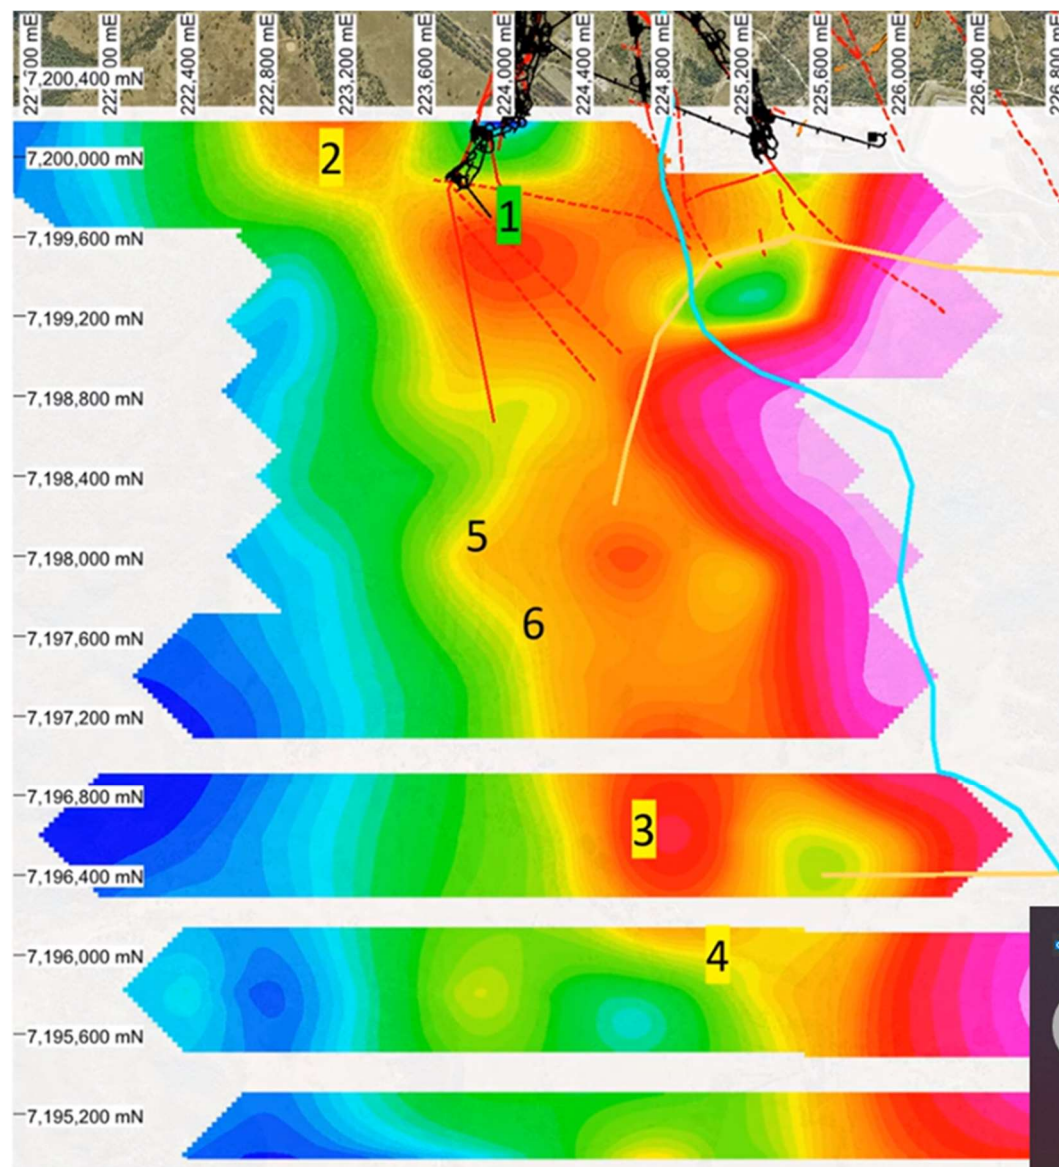 222,000 mE
222,400 mE
222,800 mE
223,200 mE
223,600 mE
224,000 mE
224,400 mE
224,800 mE
225,200 mE
225,600 mE
226,000 mE
226,400 mE
7,200,400 mN
7,200,000 mN
7,199,600 mN
7,199,200 mN
7,198,800 mN
7,198,400 mN
7,198,000 mN
7,197,600 mN
7,197,200 mN
7,196,800 mN
7,196,400 mN
7,196,000 mN
7,195,600 mN
7,195,200 mN
2
1
5
6
3
4